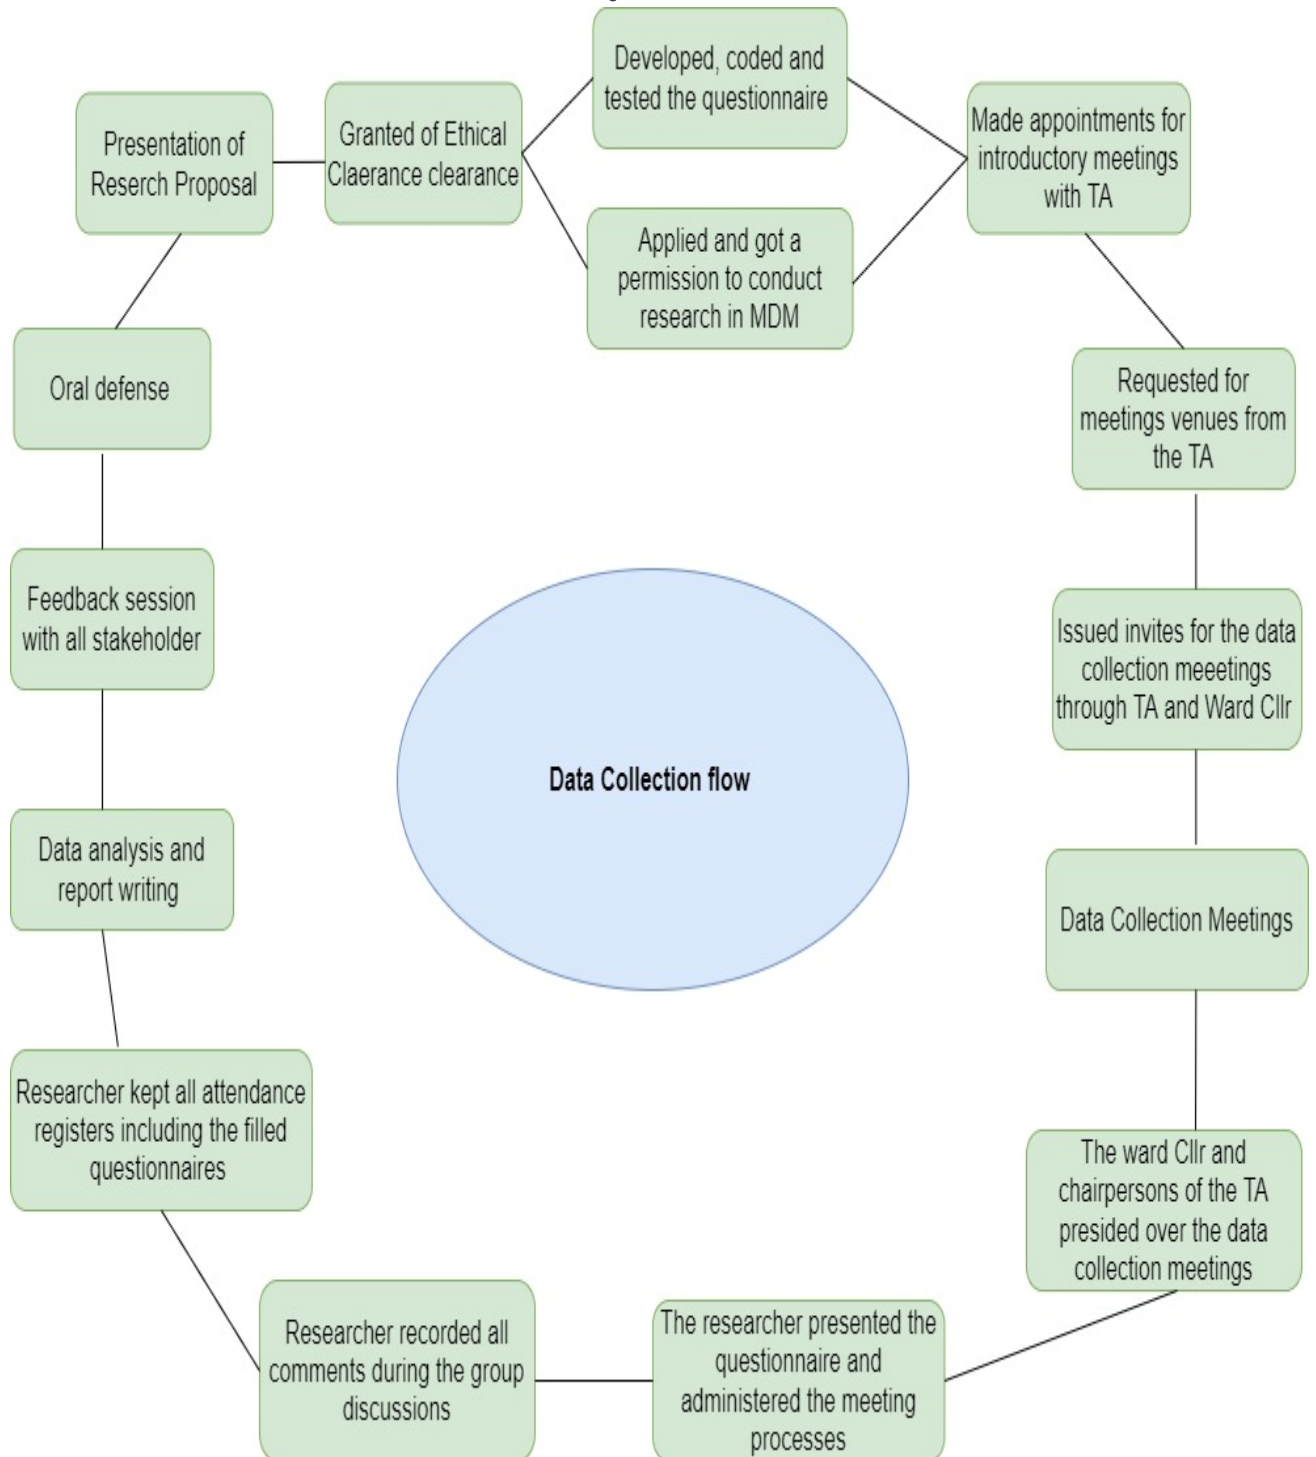 Presentation of
Reserch Proposal
Granted of Ethical
Claerance clearance
Developed, coded and
tested the questionnaire
Applied and got a
permission to conduct
research in MDM
Made appointments for
introductory meetings
with TA
Requested for
meetings venues from
the TA
Issued invites for the data
collection meeetings
through TA and Ward Cllr
Data Collection Meetings
The ward Cllr and
chairpersons of the TA
presided over the data
collection meetings
The researcher presented the
questionnaire and
administered the meeting
processes
Researcher recorded all
comments during the group
discussions
Researcher kept all attendance
registers including the filled
questionnaires
Data analysis and
report writing
Feedback session
with all stakeholder
Oral defense
Data Collection flow